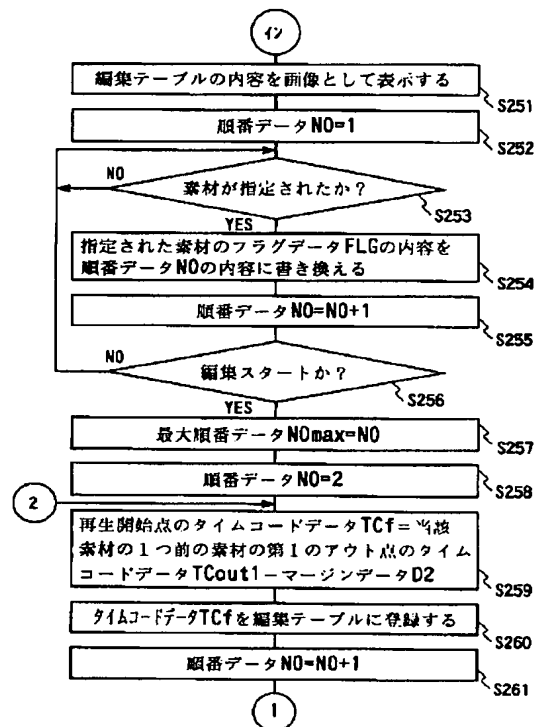 イン
編集テーブルの内容を画像として表示する
S251
順番データNO=1
S252
NO
素材が指定されたか？
S253
YES
指定された素材のフラグデータFLGの内容を
順番データNOの内容に書き換える
S254
順番データNO=NO+1
S255
NO
編集スタートか？
S256
YES
最大順番データNOmax=NO
S257
順番データNO=2
S258
2
再生開始点のタイムコードデータTCf=当該
素材の1つ前の素材の第1のアウト点のタイム
コードデータTCout1-マージンデータD2
S259
タイムコードデータTCfを編集テーブルに登録する
S260
順番データNO=NO+1
S261
1